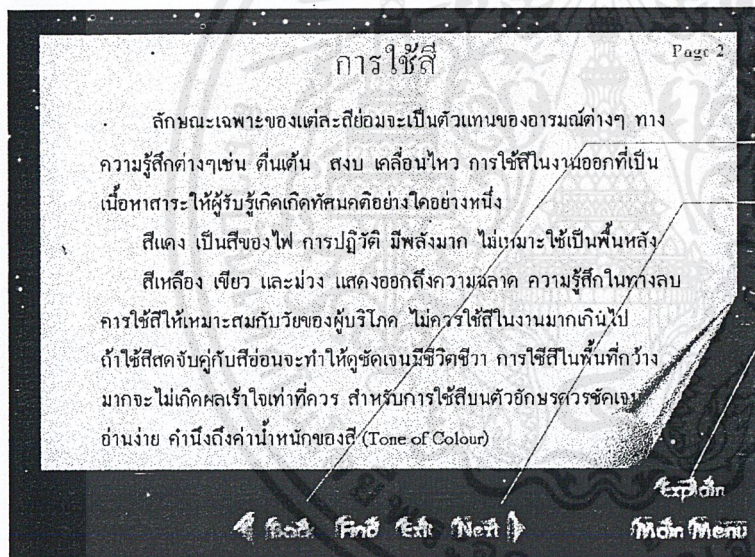 การใช้สี
Page 2
ลักษณะเฉพาะของแต่ละสีย่อมจะเป็นตัวแทนของอารมณ์ต่างๆ ทาง
ความรู้สึกต่างๆเช่น ตื่นเต้น สงบ เคลื่อนไหว การใช้สีในงานออกที่เป็น
เนื้อหาสาระให้ผู้รับรู้เกิดเกิดทัศนคติอย่างใดอย่างหนึ่ง
สีแดง เป็นสีของไฟ การปฏิวัติ มีพลังมาก ไม่เหมาะใช้เป็นพื้นหลัง
สีเหลือง เขียว และม่วง แสดงออกถึงความฉลาด ความรู้สึกในทางลบ
การใช้สีให้เหมาะสมกับวัยของผู้บริโภค ไม่ควรใช้สีในงานมากเกินไป
ถ้าใช้สีสดจับคู่กับสีอ่อนจะทำให้ดูชัดเจนมีชีวิตชีวา การใช้สีในพื้นที่กว้าง
มากจะไม่เกิดผลเร้าใจเท่าที่ควร สำหรับการใช้สีบนตัวอักษรควรชัดเจน
อ่านง่าย คำนึงถึงค่าน้ำหนักของสี (Tone of Colour)
Explain
Back Find Exit Next Main Menu